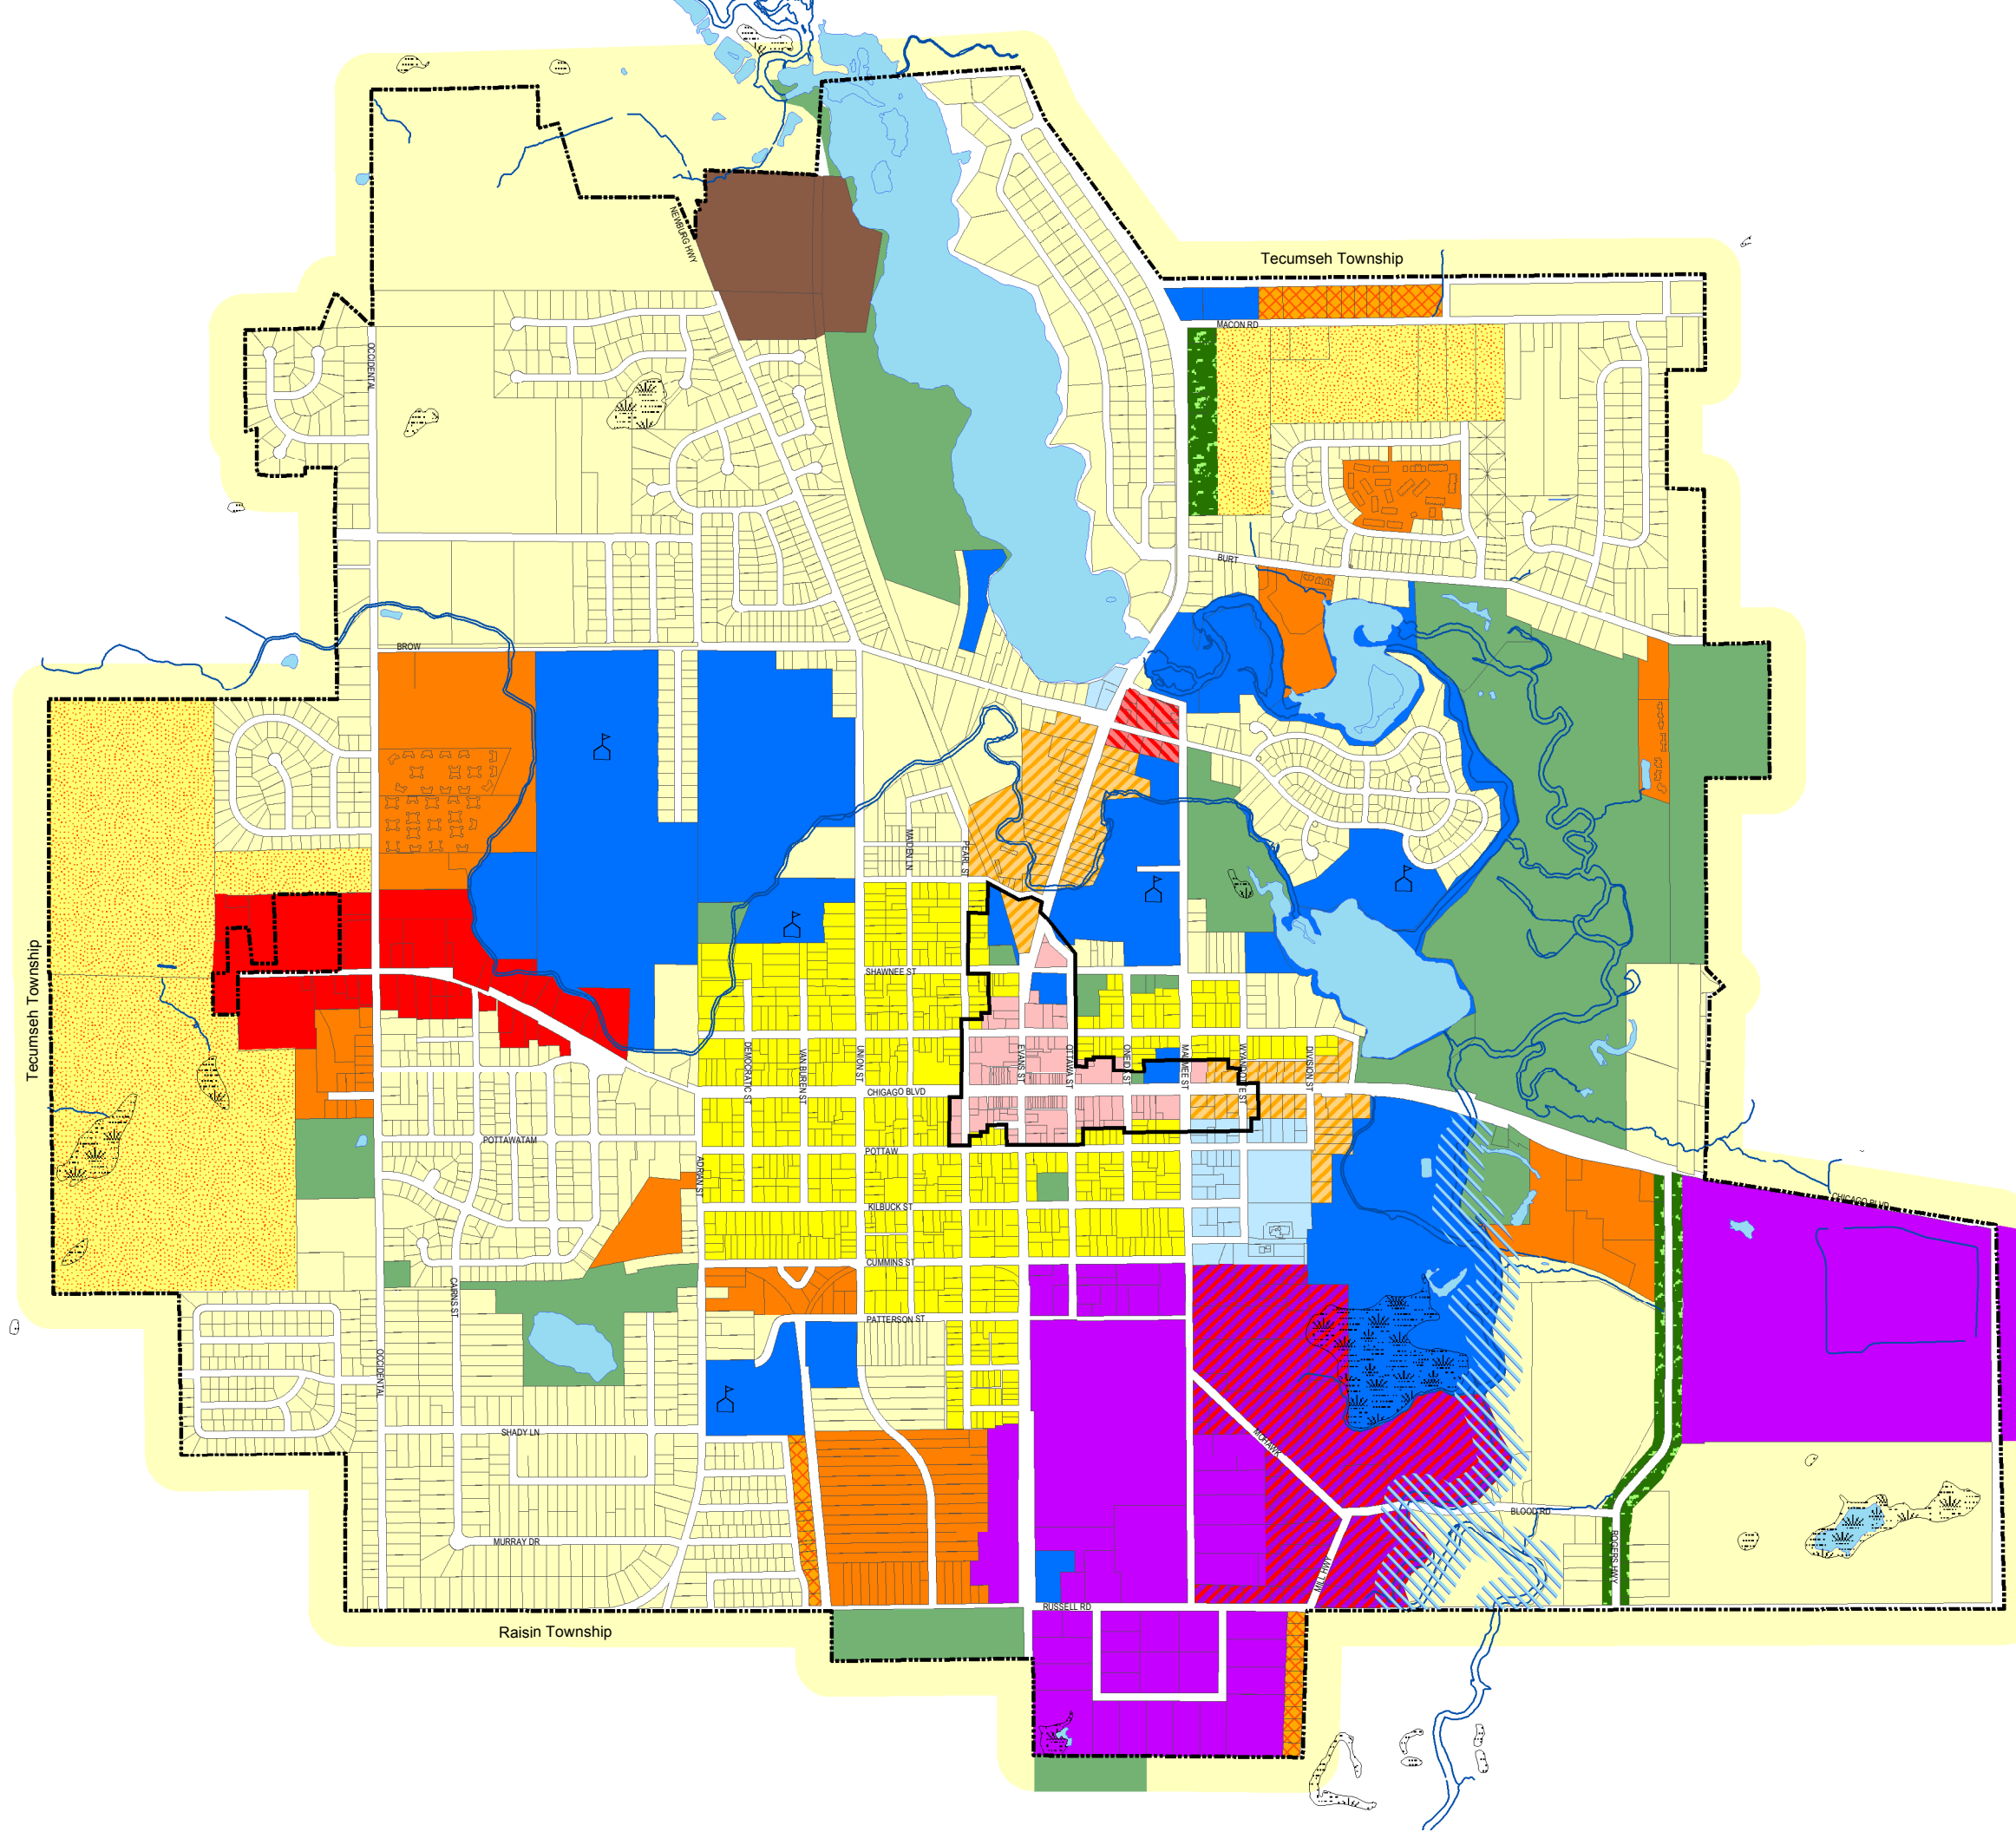 Tecumseh Township
NEWBURG HWY
MACON RD
OCCIDENTAL
BURT
BROW
MAIDEN LN
PEARL ST
Tecumseh Township
SHAWNEE ST
DEMOCRATIC ST
VAN BUREN ST
UNION ST
EVANS ST
OTTAWA ST
ONEIDA ST
MAUMEE ST
WYANDOTTE ST
DIVISION ST
CHIGAGO BLVD
POTTAWATAM
POTTAW
ADRIAN ST
KILBUCK ST
CHICAGO BLVD
CUMMINS ST
CAIRNS ST
PATTERSON ST
OCCIDENTAL
SHADY LN
MOHAWK
BLOOD RD
MURRAY DR
ROGERS HWY
MILL HWY
RUSSELL RD
Raisin Township